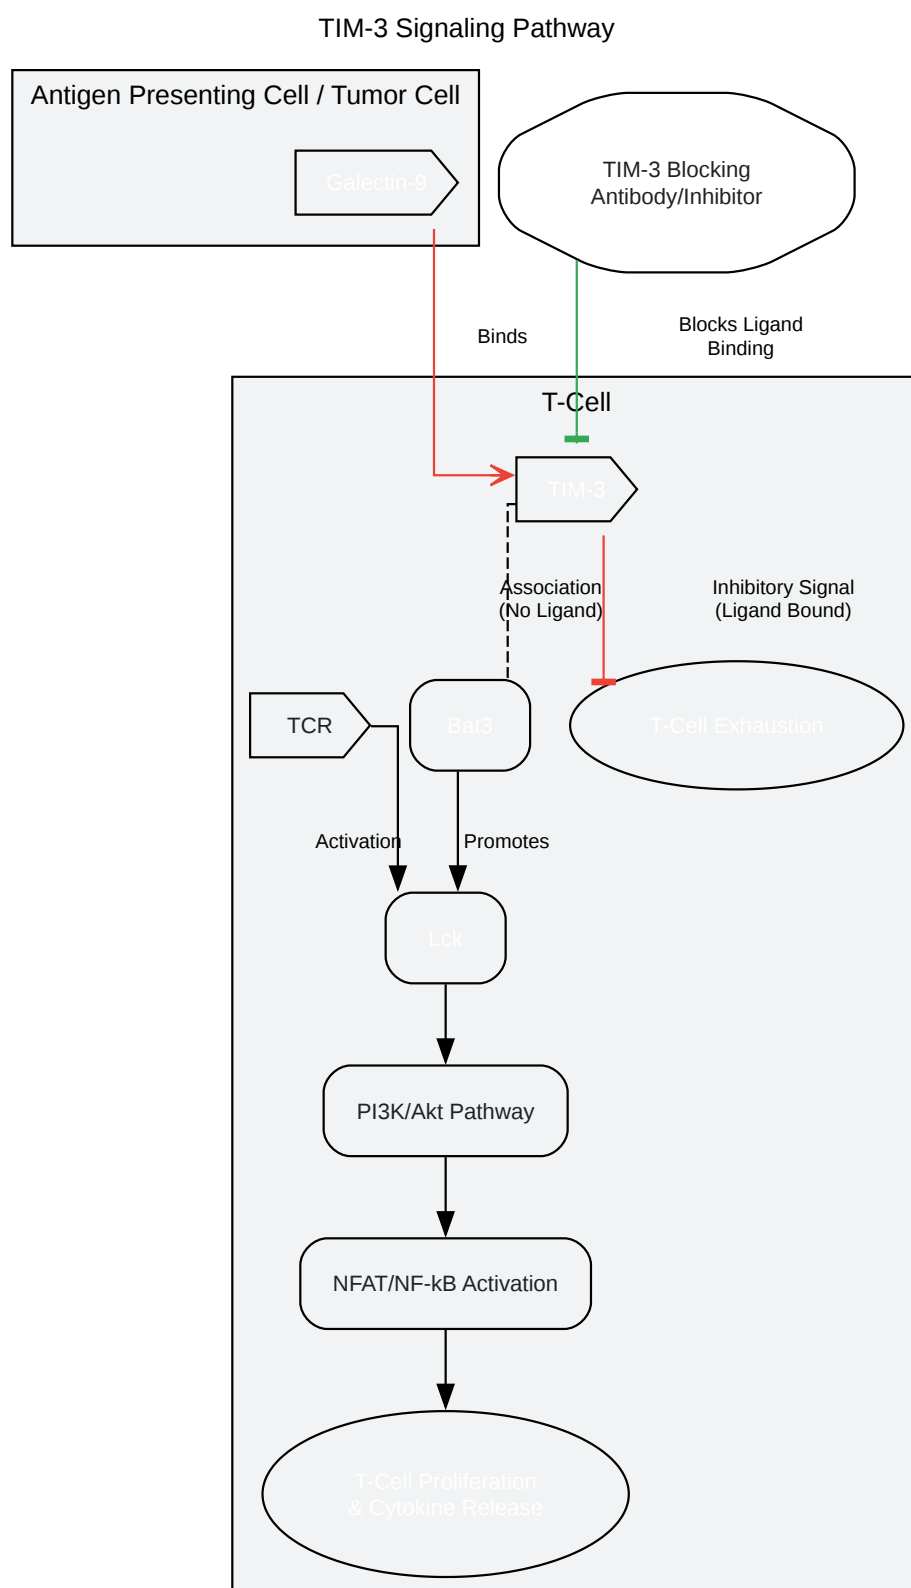 TIM-3 Signaling Pathway
Antigen Presenting Cell / Tumor Cell
Galectin-9
TIM-3 Blocking
Antibody/Inhibitor
Binds
Blocks Ligand
Binding
T-Cell
TIM-3
Association
(No Ligand)
Inhibitory Signal
(Ligand Bound)
TCR
Bat3
T-Cell Exhaustion
Activation
Promotes
Lck
PI3K/Akt Pathway
NFAT/NF-kB Activation
T-Cell Proliferation
& Cytokine Release